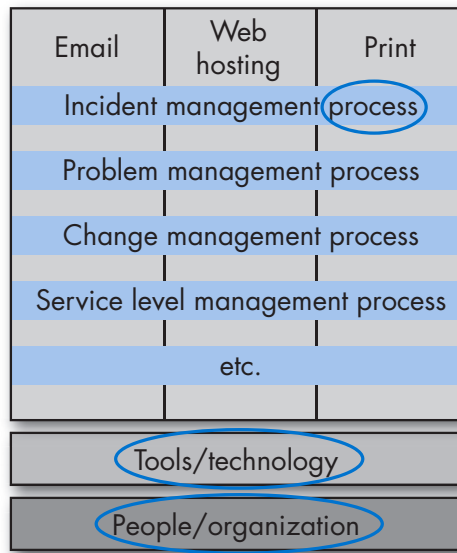 Email
Web
hosting
Print
Incident management process
Problem management process
Change management process
Service level management process
etc.
Tools/technology
People/organization